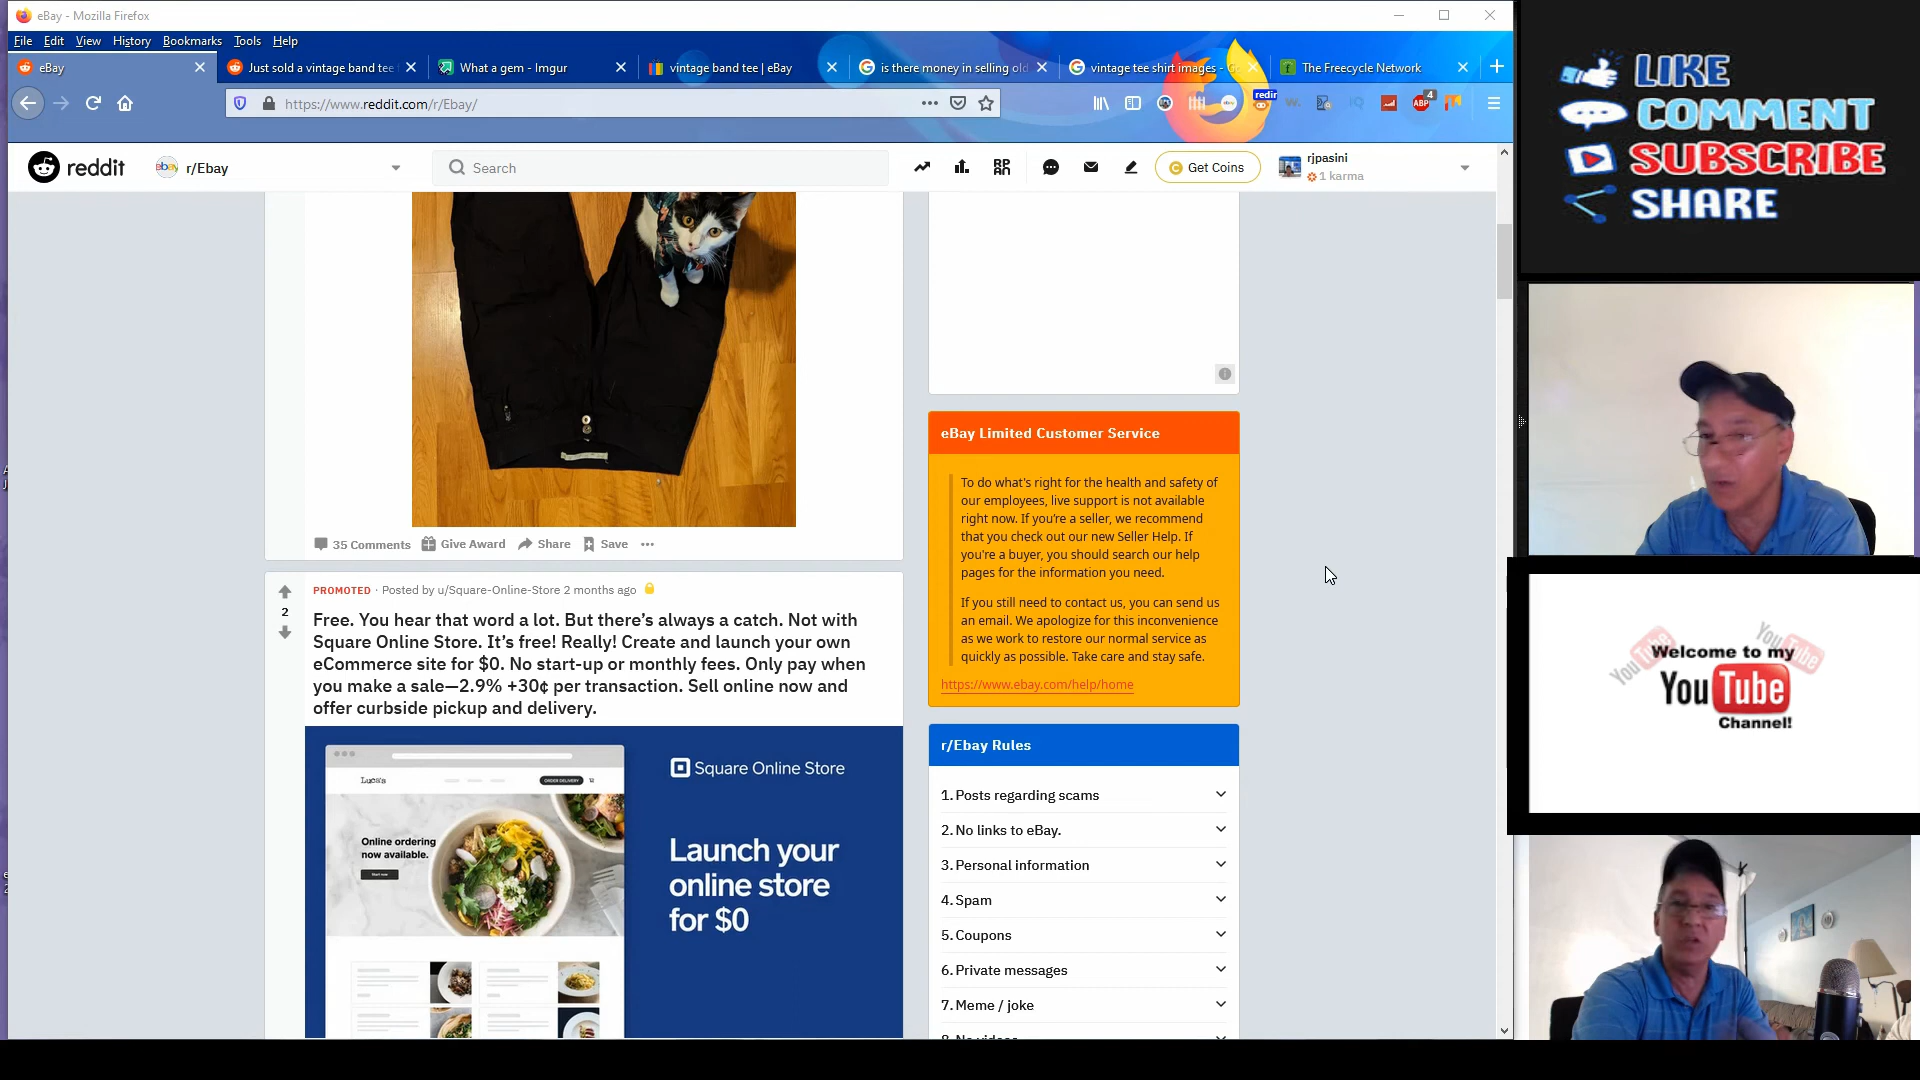 eBay - Mozilla Firefox
File Edit View History Bookmarks Tools Help
eBay
Just sold a vintage band tee
What a gem - Imgur
vintage band tee | eBay
is there money in selling old
vintage tee shirt images -
The Freecycle Network
https://www.reddit.com/r/Ebay/
redir
ABP
4
reddit
ebay
r/Ebay
Search
Get Coins
rjpasini
1 karma
35 Comments Give Award Share Save
PROMOTED · Posted by u/Square-Online-Store 2 months ago
2
Free. You hear that word a lot. But there’s always a catch. Not with
Square Online Store. It’s free! Really! Create and launch your own
eCommerce site for $0. No start-up or monthly fees. Only pay when
you make a sale—2.9% +30¢ per transaction. Sell online now and
offer curbside pickup and delivery.
Luca's
ORDER DELIVERY
Online ordering
now available.
Square Online Store
Launch your
online store
for $0
eBay Limited Customer Service
To do what's right for the health and safety of
our employees, live support is not available
right now. If you’re a seller, we recommend
that you check out our new Seller Help. If
you're a buyer, you should search our help
pages for the information you need.
If you still need to contact us, you can send us
an email. We apologize for this inconvenience
as we work to restore our normal service as
quickly as possible. Take care and stay safe.
https://www.ebay.com/help/home
r/Ebay Rules
1. Posts regarding scams
2. No links to eBay.
3. Personal information
4. Spam
5. Coupons
6. Private messages
7. Meme / joke
LIKE
COMMENT
SUBSCRIBE
SHARE
YouTube
YouTube
Welcome to my
YouTube
Channel!